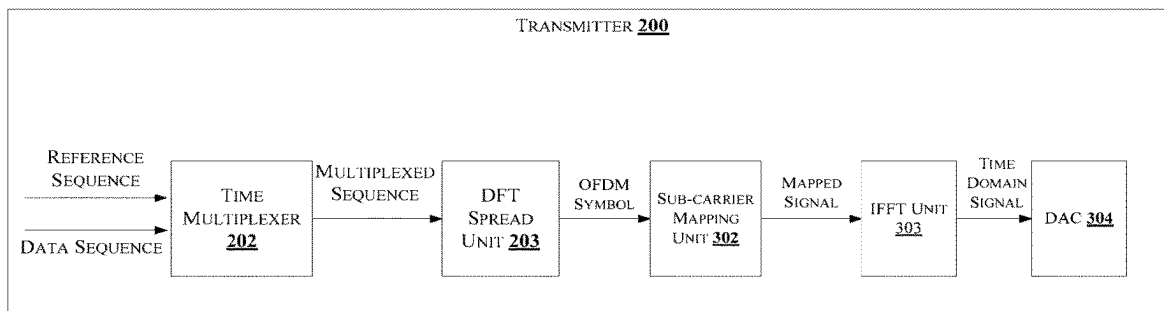 TRANSMITTER 200
REFERENCE
SEQUENCE
DATA SEQUENCE
TIME
MULTIPLEXER
202
MULTIPLEXED
SEQUENCE
DFT
SPREAD
UNIT 203
OFDM
SYMBOL
SUB-CARRIER
MAPPING
UNIT 302
MAPPED
SIGNAL
IFFT UNIT
303
TIME
DOMAIN
SIGNAL
DAC 304